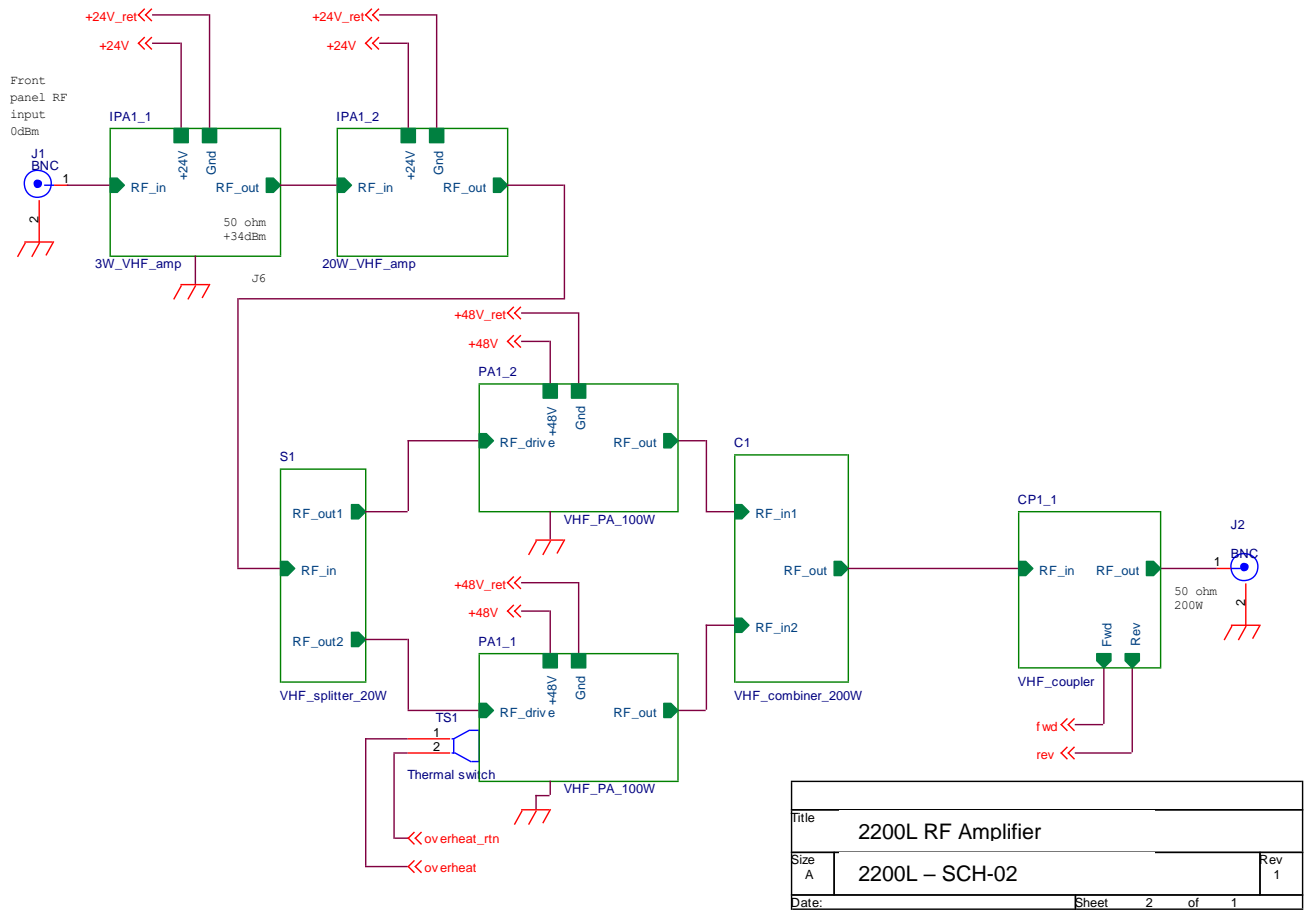 +24V_ret
+24V
+24V_ret
+24V
Front
panel RF
input
0dBm
J1
BNC
1
2
IPA1_1
+24V
Gnd
RF_in
RF_out
50 ohm
+34dBm
3W_VHF_amp
J6
IPA1_2
+24V
Gnd
RF_in
RF_out
20W_VHF_amp
+48V_ret
+48V
PA1_2
+48V
Gnd
RF_drive
RF_out
VHF_PA_100W
S1
RF_out1
RF_in
RF_out2
VHF_splitter_20W
+48V_ret
+48V
PA1_1
+48V
Gnd
RF_drive
RF_out
VHF_PA_100W
TS1
1
2
Thermal switch
overheat_rtn
overheat
C1
RF_in1
RF_out
RF_in2
VHF_combiner_200W
CP1_1
RF_in
RF_out
Fwd
Rev
VHF_coupler
fwd
rev
J2
BNC
1
2
50 ohm
200W
Title
2200L RF Amplifier
Size
A
2200L – SCH-02
Rev
1
Date:
Sheet 2 of 1